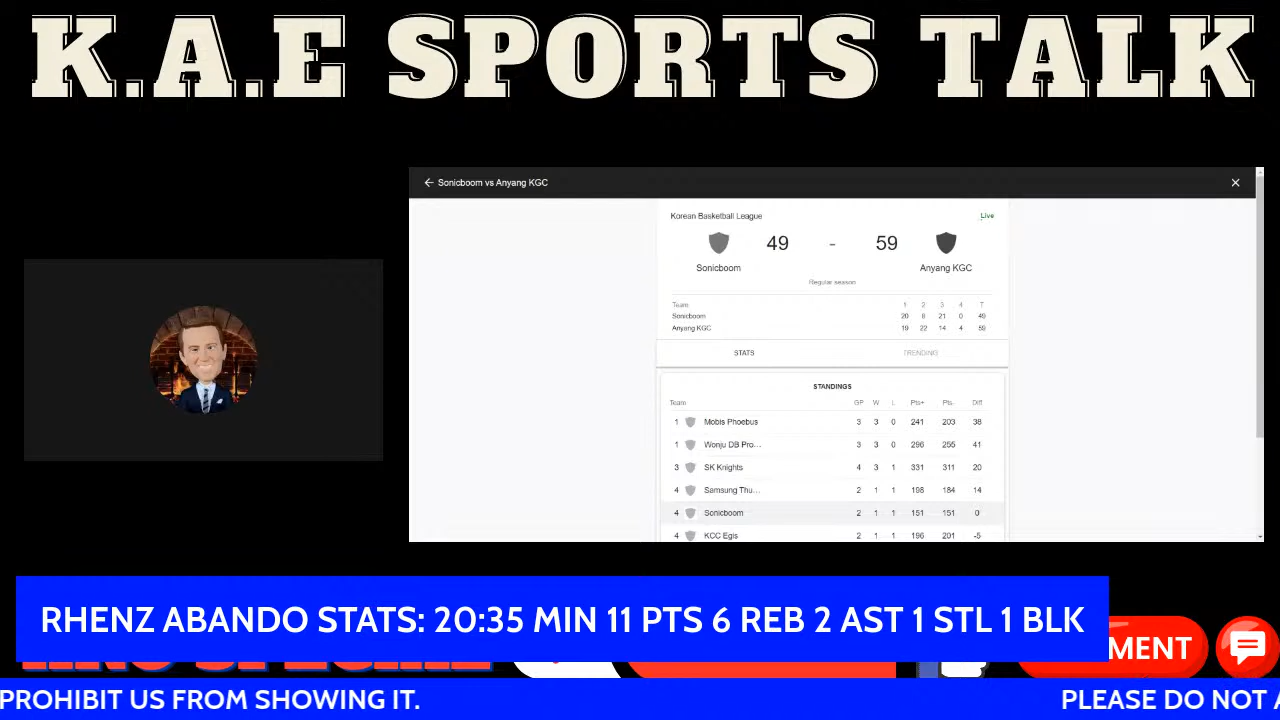 K.A.E SPORTS TALK
Sonicboom vs Anyang KGC
Korean Basketball League
Live
49 - 59
Sonicboom
Anyang KGC
Regular season
Team 1 2 3 4 T
Sonicboom 20 8 21 0 49
Anyang KGC 19 22 14 4 59
STATS
TRENDING
STANDINGS
Team GP W L Pts+ Pts- Diff
1 Mobis Phoebus 3 3 0 241 203 38
1 Wonju DB Pro... 3 3 0 296 255 41
3 SK Knights 4 3 1 331 311 20
4 Samsung Thu... 2 1 1 198 184 14
4 Sonicboom 2 1 1 151 151 0
4 KCC Egis 2 1 1 196 201 -5
RHENZ ABANDO STATS: 20:35 MIN 11 PTS 6 REB 2 AST 1 STL 1 BLK
MENT
PROHIBIT US FROM SHOWING IT.
PLEASE DO NOT A